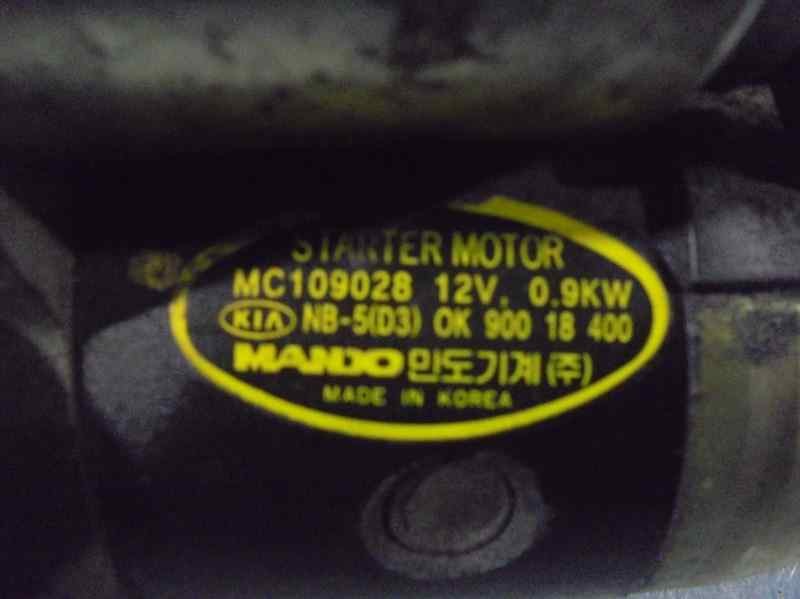 STARTER MOTOR
MC109028 12V, 0.9KW
KIA NB-5(D3) OK 900 18 400
MANDO 만도기계(주)
MADE IN KOREA